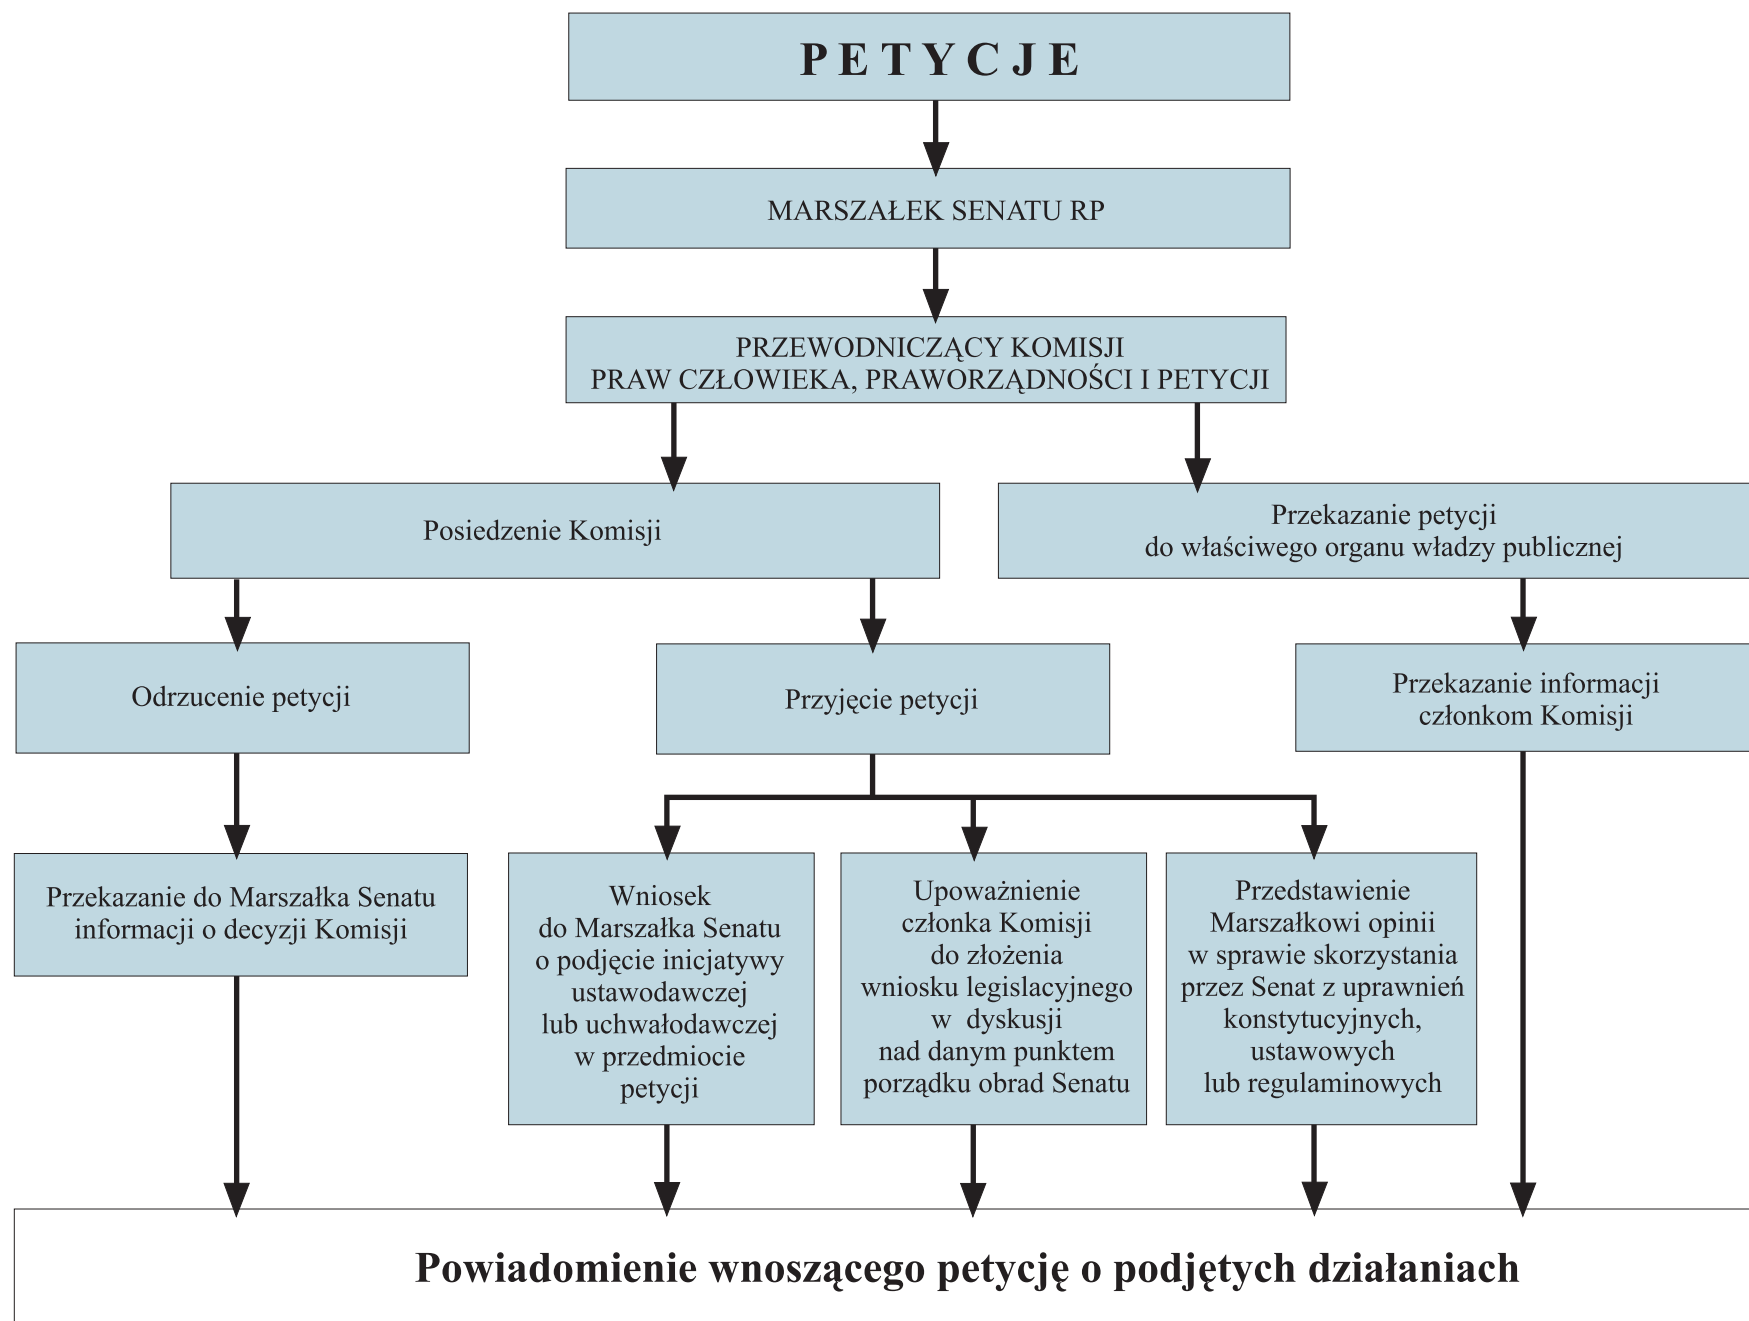 PETYCJE
MARSZAŁEK SENATU RP
PRZEWODNICZĄCY KOMISJI
PRAW CZŁOWIEKA, PRAWORZĄDNOŚCI I PETYCJI
Posiedzenie Komisji
Przekazanie petycji
do właściwego organu władzy publicznej
Odrzucenie petycji
Przyjęcie petycji
Przekazanie informacji
członkom Komisji
Przekazanie do Marszałka Senatu
informacji o decyzji Komisji
Wniosek
do Marszałka Senatu
o podjęcie inicjatywy
ustawodawczej
lub uchwałodawczej
w przedmiocie
petycji
Upoważnienie
członka Komisji
do złożenia
wniosku legislacyjnego
w dyskusji
nad danym punktem
porządku obrad Senatu
Przedstawienie
Marszałkowi opinii
w sprawie skorzystania
przez Senat z uprawnień
konstytucyjnych,
ustawowych
lub regulaminowych
Powiadomienie wnoszącego petycję o podjętych działaniach